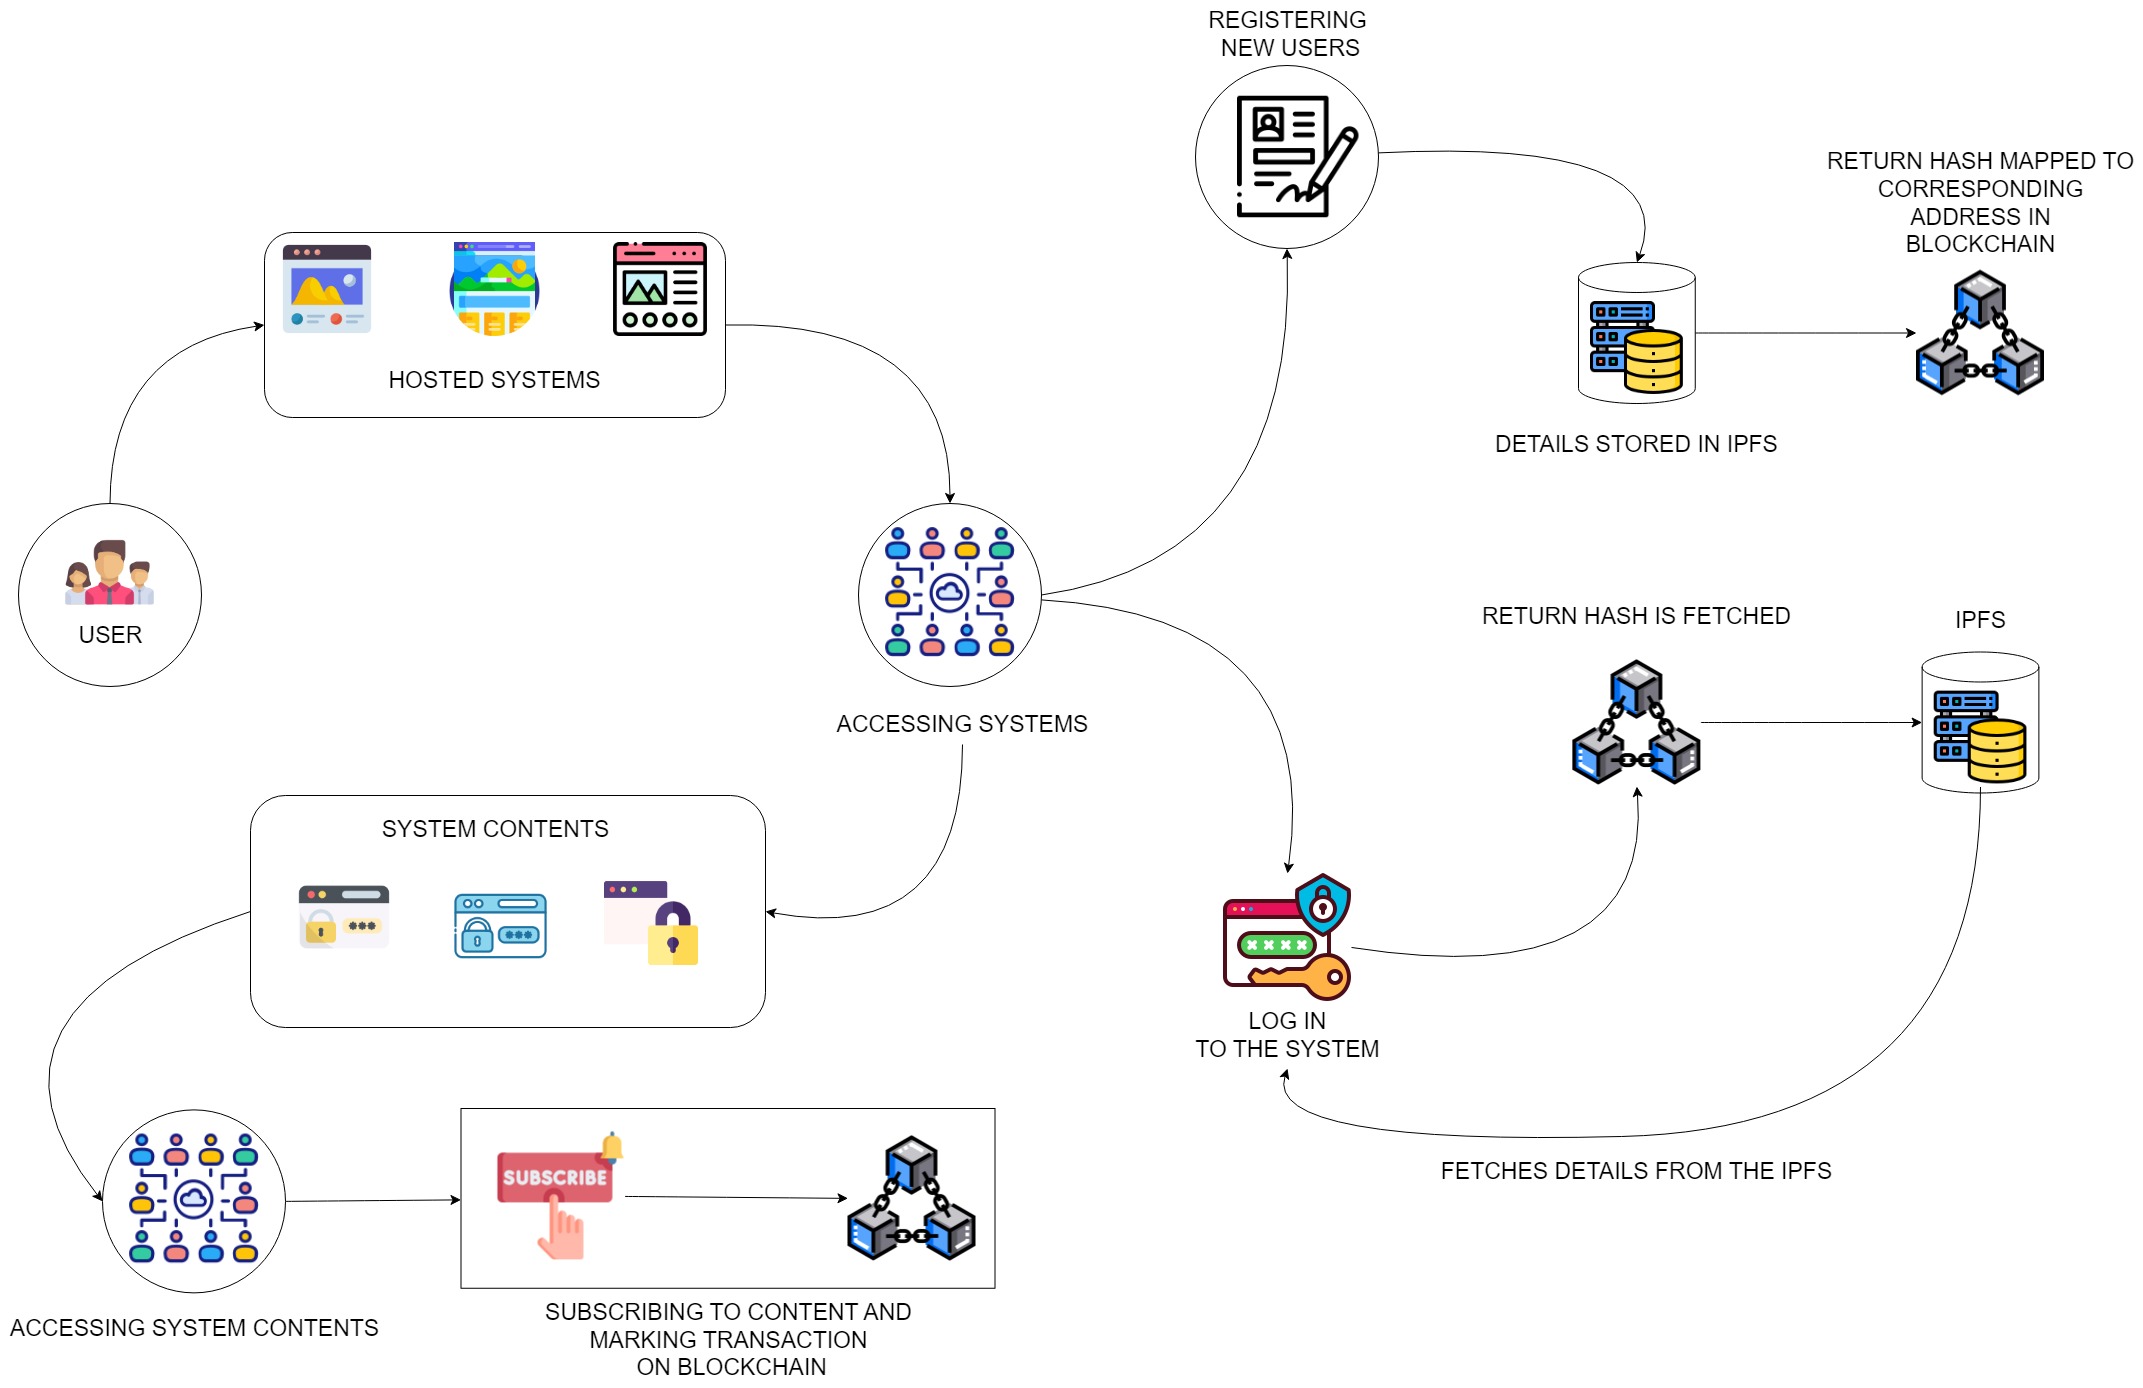 REGISTERING
NEW USERS
RETURN HASH MAPPED TO
CORRESPONDING
ADDRESS IN
BLOCKCHAIN
HOSTED SYSTEMS
DETAILS STORED IN IPFS
USER
RETURN HASH IS FETCHED
IPFS
ACCESSING SYSTEMS
SYSTEM CONTENTS
LOG IN
TO THE SYSTEM
FETCHES DETAILS FROM THE IPFS
SUBSCRIBE
ACCESSING SYSTEM CONTENTS
SUBSCRIBING TO CONTENT AND
MARKING TRANSACTION
ON BLOCKCHAIN